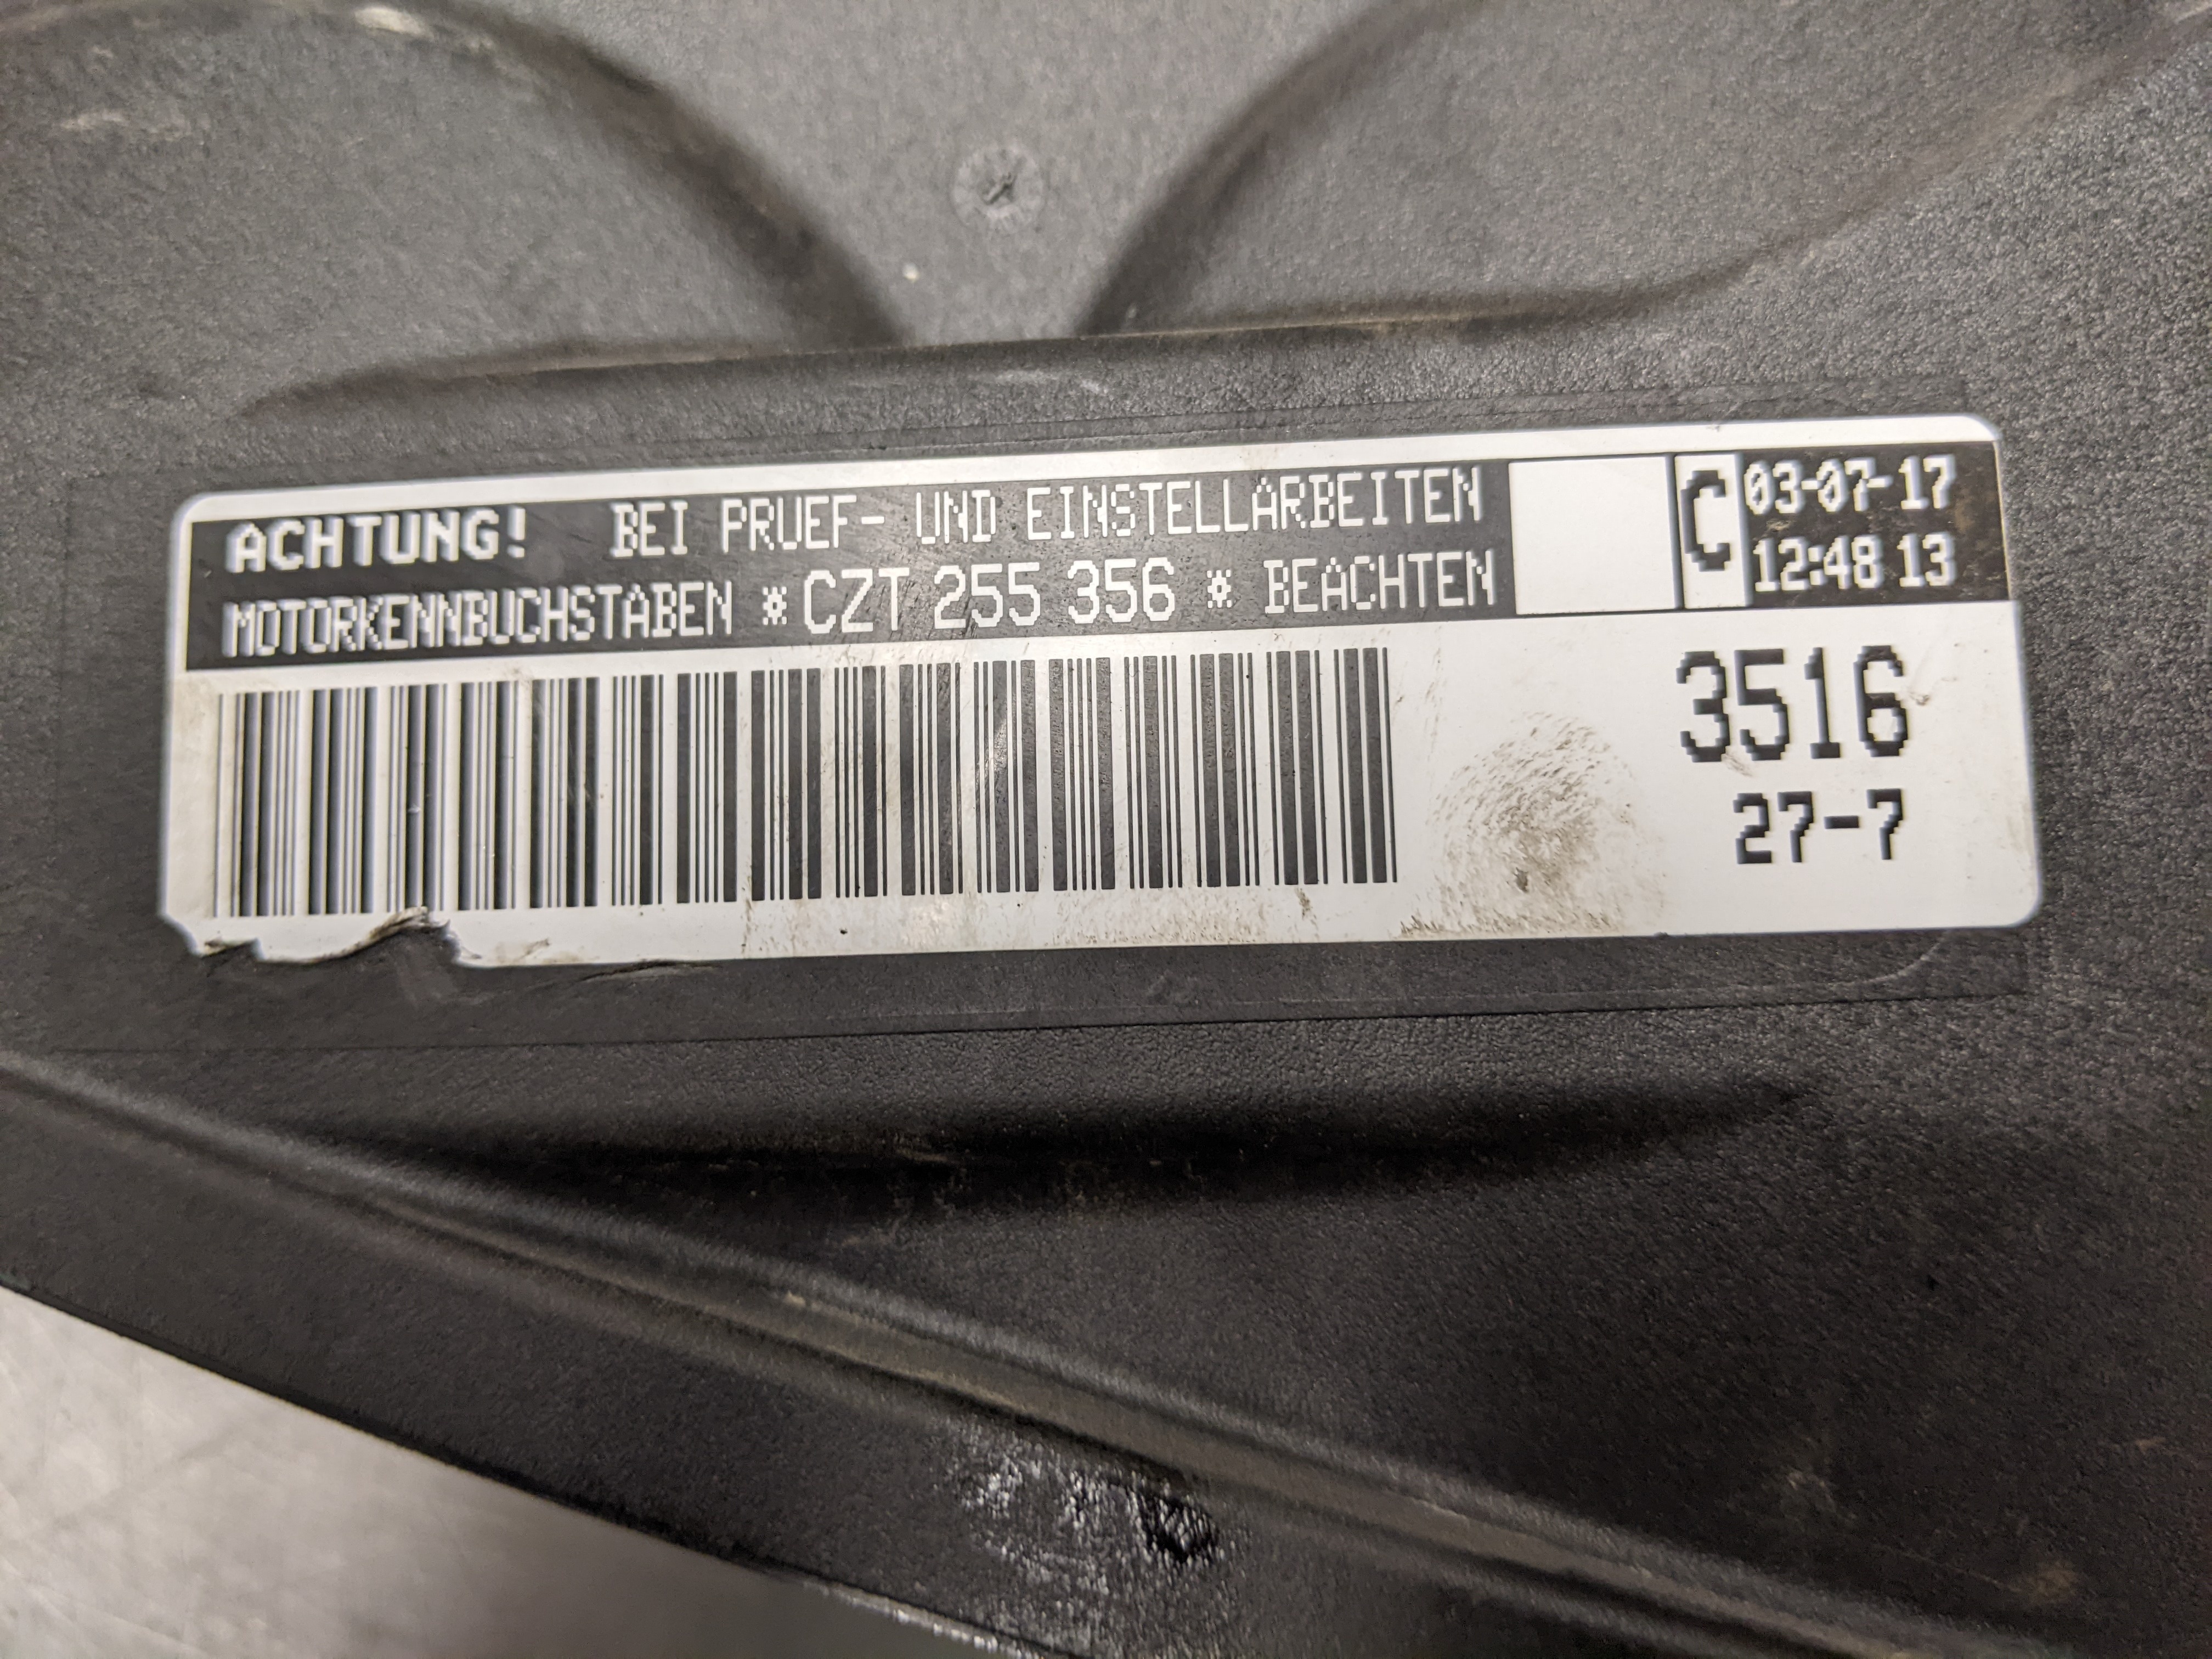 ACHTUNG! BEI PRUEF- UND EINSTELLARBEITEN
MOTORKENNBUCHSTABEN *CZT 255 356 * BEACHTEN
C
03-07-17
12:48 13
3516
27-7